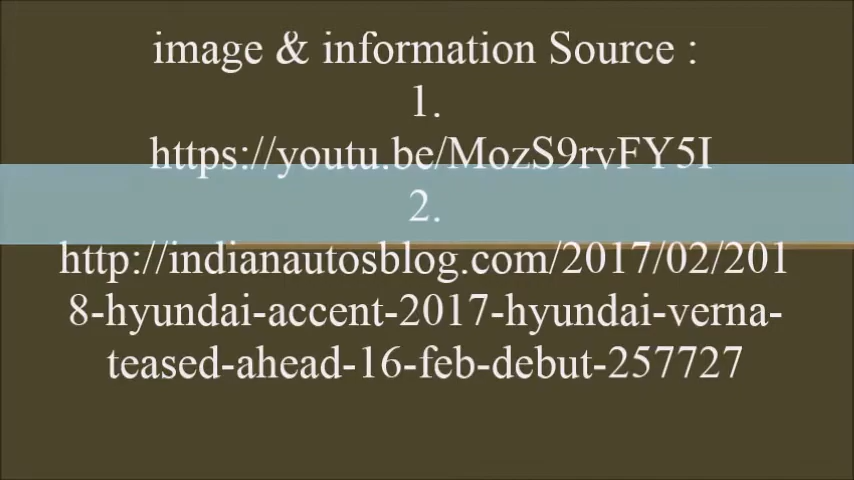 image & information Source :
1.
https://youtu.be/MozS9rvFY5I
2.
http://indianautosblog.com/2017/02/201
8-hyundai-accent-2017-hyundai-verna-
teased-ahead-16-feb-debut-257727